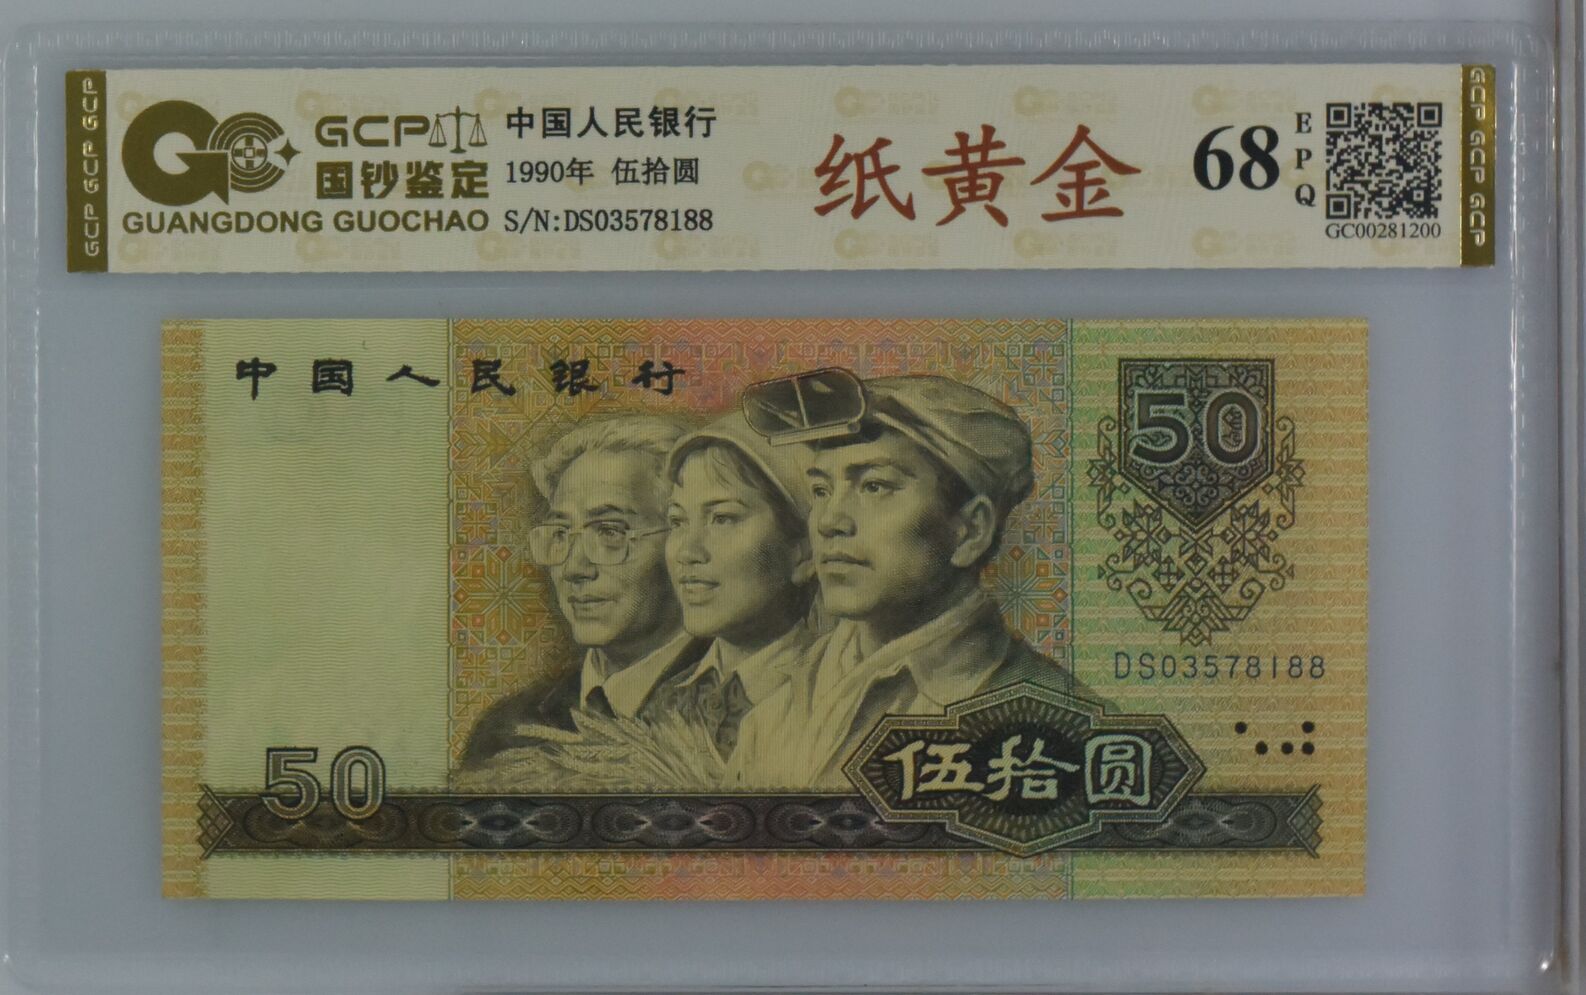 GCP GCP GCP
GCP
国钞鉴定
GUANGDONG GUOCHAO
中国人民银行
1990年 伍拾圆
S/N:DS03578188
纸黄金
68
EPQ
GC00281200
GCP GCP GCP
中国人民银行
50
DS03578188
50
伍拾圆